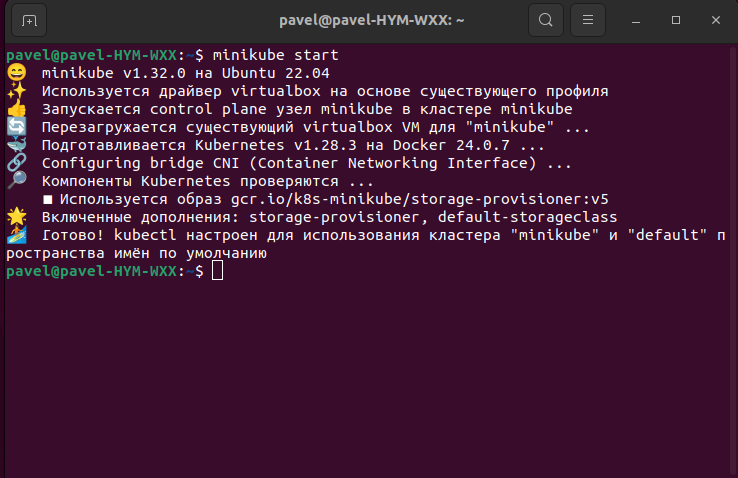 pavel@pavel-HYM-WXX: ~
pavel@pavel-HYM-WXX:~$ minikube start
😄  minikube v1.32.0 на Ubuntu 22.04
✨  Используется драйвер virtualbox на основе существующего профиля
👍  Запускается control plane узел minikube в кластере minikube
🔄  Перезагружается существующий virtualbox VM для "minikube" ...
🐳  Подготавливается Kubernetes v1.28.3 на Docker 24.0.7 ...
🔗  Configuring bridge CNI (Container Networking Interface) ...
🔎  Компоненты Kubernetes проверяются ...
    ■ Используется образ gcr.io/k8s-minikube/storage-provisioner:v5
🌟  Включенные дополнения: storage-provisioner, default-storageclass
🏄  Готово! kubectl настроен для использования кластера "minikube" и "default" п
ространства имён по умолчанию
pavel@pavel-HYM-WXX:~$